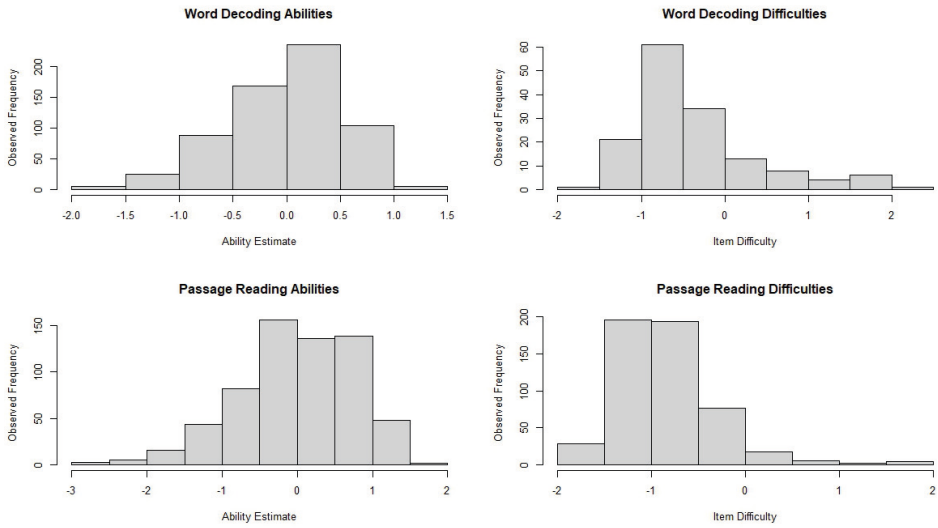 Word Decoding Abilities
Observed Frequency
0
50
100
150
200
-2.0 -1.5 -1.0 -0.5 0.0 0.5 1.0 1.5
Ability Estimate
Word Decoding Difficulties
Observed Frequency
0
10
20
30
40
50
60
-2 -1 0 1 2
Item Difficulty
Passage Reading Abilities
Observed Frequency
0
50
100
150
-3 -2 -1 0 1 2
Ability Estimate
Passage Reading Difficulties
Observed Frequency
0
50
100
150
200
-2 -1 0 1 2
Item Difficulty